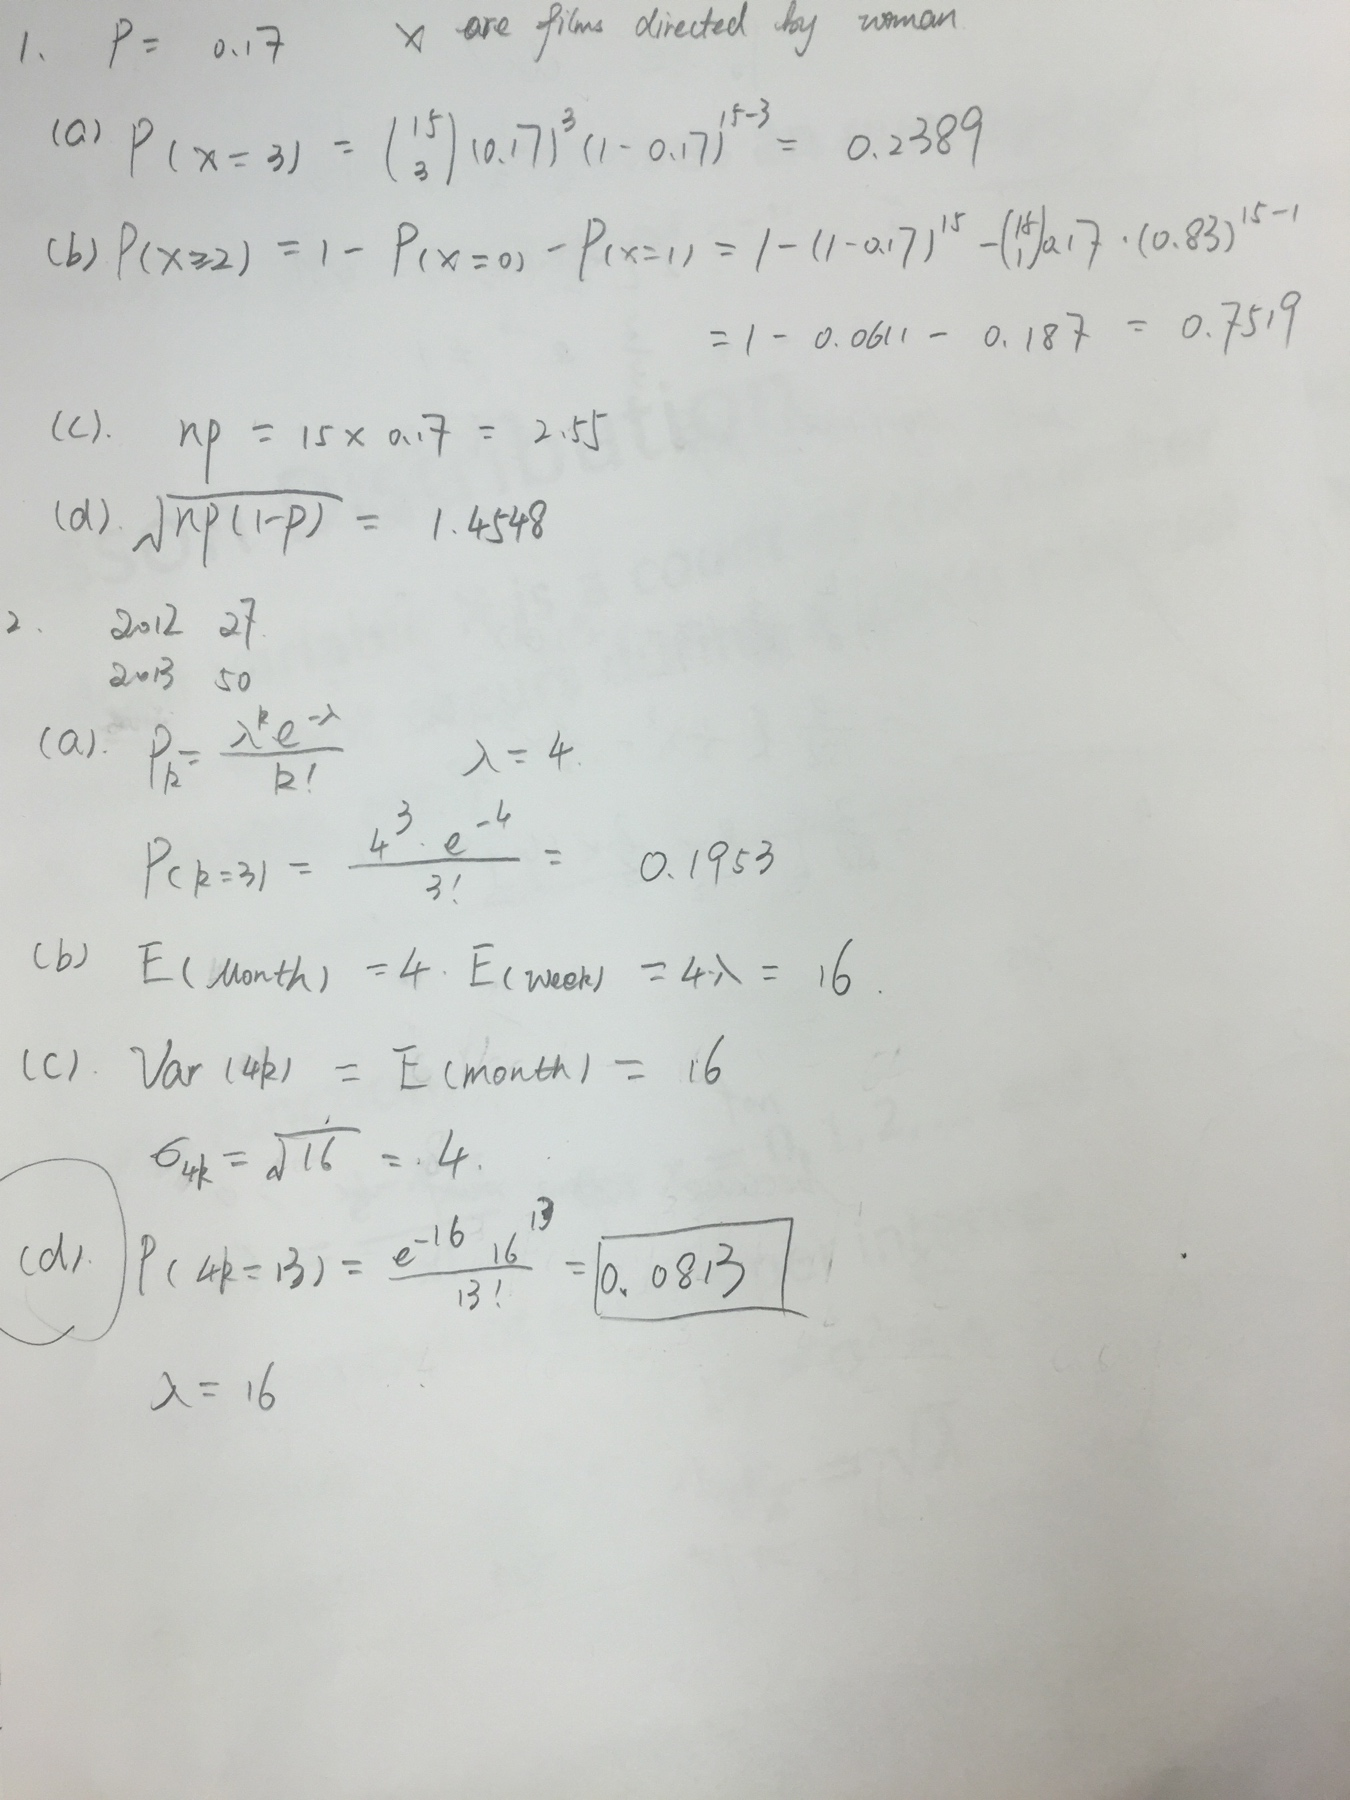 1. P = 0.17 x are films directed by woman
(a) P(x=3) = (15 3)(0.17)^3 (1-0.17)^15-3 = 0.2389
(b) P(x≥2) = 1 - P(x=0) - P(x=1) = 1-(1-0.17)^15 -(15 1)0.17·(0.83)^15-1
= 1 - 0.0611 - 0.187 = 0.7519
(c). np = 15 × 0.17 = 2.55
(d). √np(1-p) = 1.4548
2. 2012 27
2013 50
(a). P_k = λ^k e^-λ / k! λ = 4.
P(k=3) = 4^3 · e^-4 / 3! = 0.1953
(b) E(Month) = 4· E(week) = 4λ = 16.
(c). Var(4k) = E(month) = 16
σ_4k = √16 = 4.
(d). P(4k=13) = e^-16 16^13 / 13! = 0.0813
λ = 16